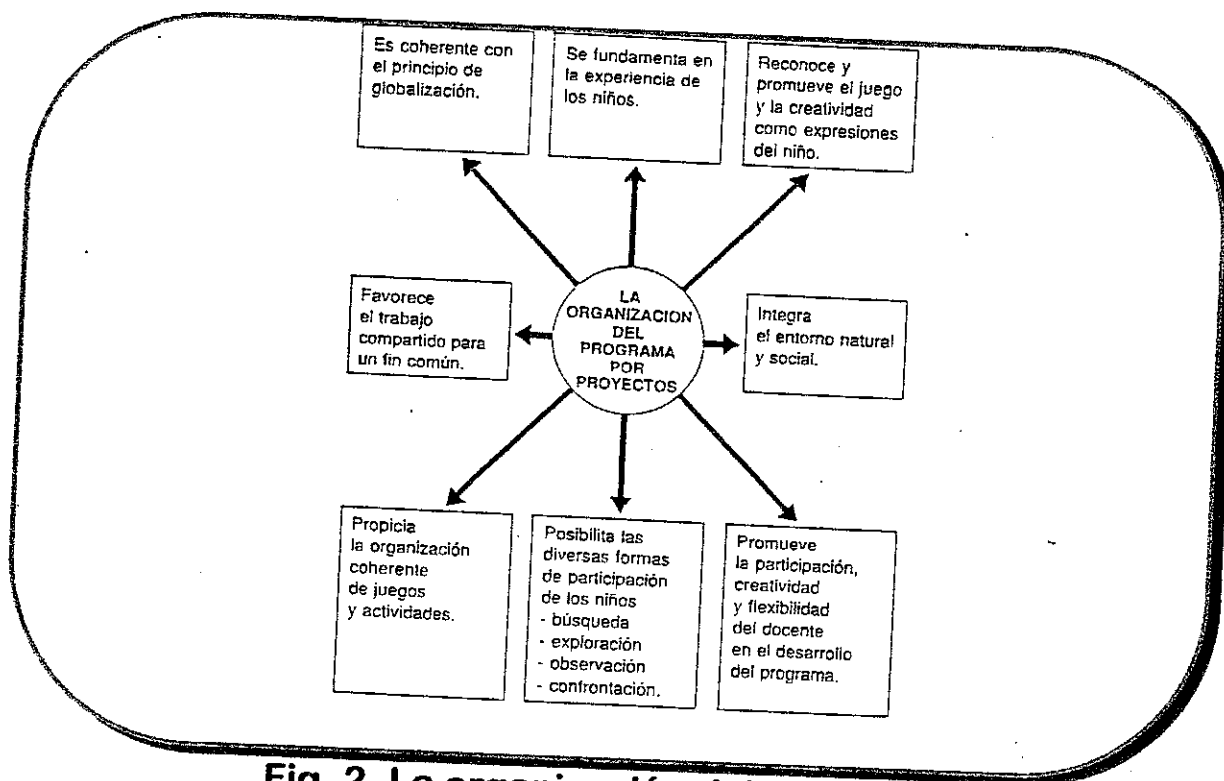 Es coherente con
el principio de
globalización.
Se fundamenta en
la experiencia de
los niños.
Reconoce y
promueve el juego
y la creatividad
como expresiones
del niño.
Favorece
el trabajo
compartido para
un fin común.
LA
ORGANIZACION
DEL
PROGRAMA
POR
PROYECTOS
Integra
el entorno natural
y social.
Propicia
la organización
coherente
de juegos
y actividades.
Posibilita las
diversas formas
de participación
de los niños
- búsqueda
- exploración
- observación
- confrontación.
Promueve
la participación,
creatividad
y flexibilidad
del docente
en el desarrollo
del programa.
Fig. 2 La organización